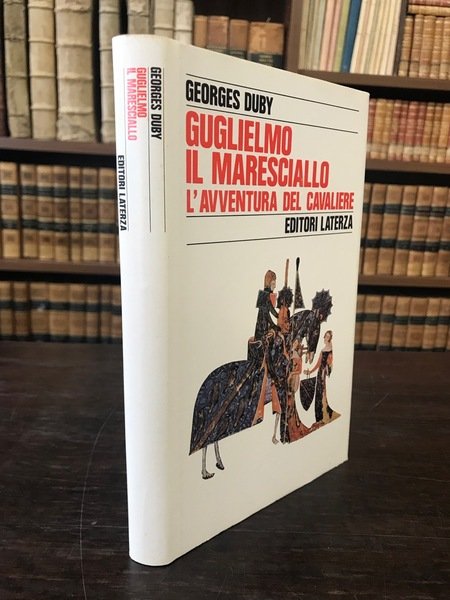 GEORGES DUBY
GUGLIELMO
IL MARESCIALLO
L'AVVENTURA DEL CAVALIERE
EDITORI LATERZA
GEORGES DUBY
GUGLIELMO
IL MARESCIALLO
EDITORI LATERZA